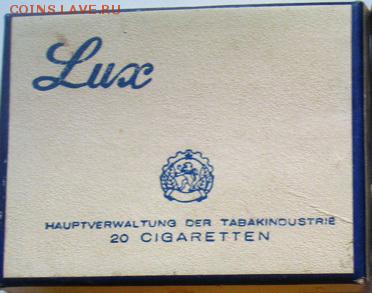 COINS.LAVE.RU
Lux
HAUPTVERWALTUNG DER TABAKINDUSTRIE
20 CIGARETTEN